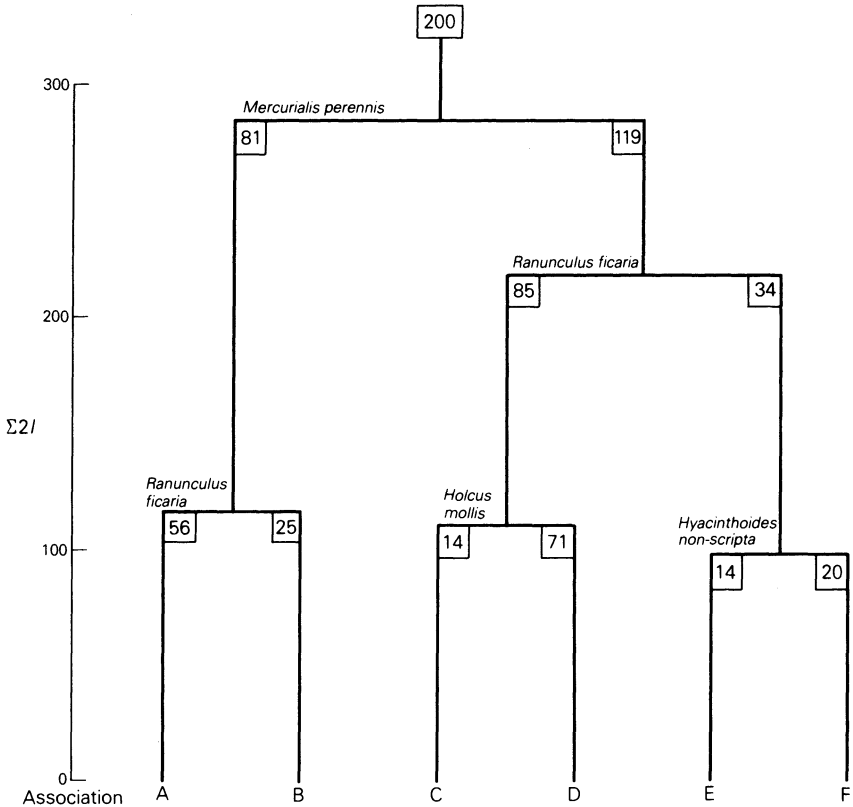 200
300
Mercurialis perennis
81
119
Ranunculus ficaria
85
34
200
Σ2I
Ranunculus
ficaria
56
25
Holcus
mollis
14
71
Hyacinthoides
non-scripta
14
20
100
0
Association A B C D E F